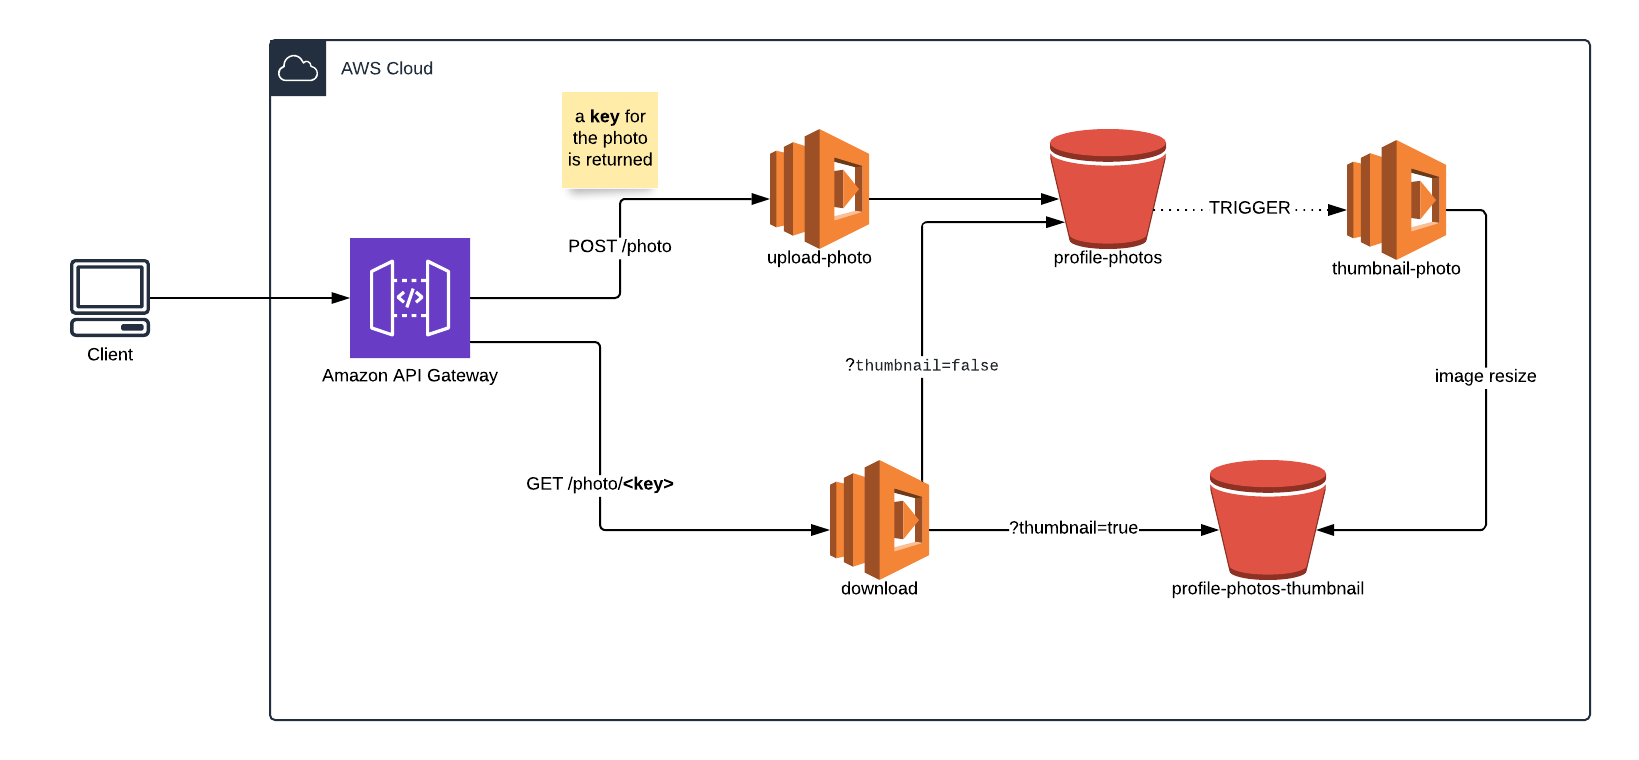 AWS Cloud
a key for
the photo
is returned
POST /photo
upload-photo
profile-photos
TRIGGER
thumbnail-photo
</>
Client
Amazon API Gateway
?thumbnail=false
image resize
GET /photo/<key>
?thumbnail=true
download
profile-photos-thumbnail